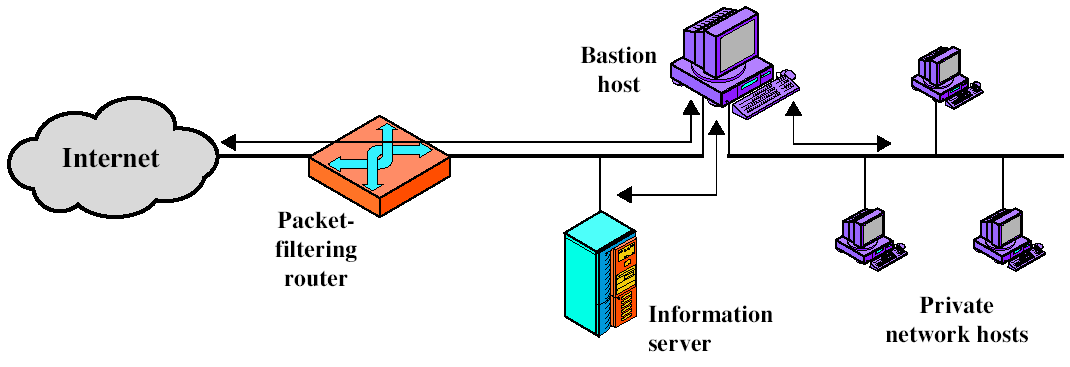 Bastion
host
Internet
Packet-
filtering
router
Information
server
Private
network hosts